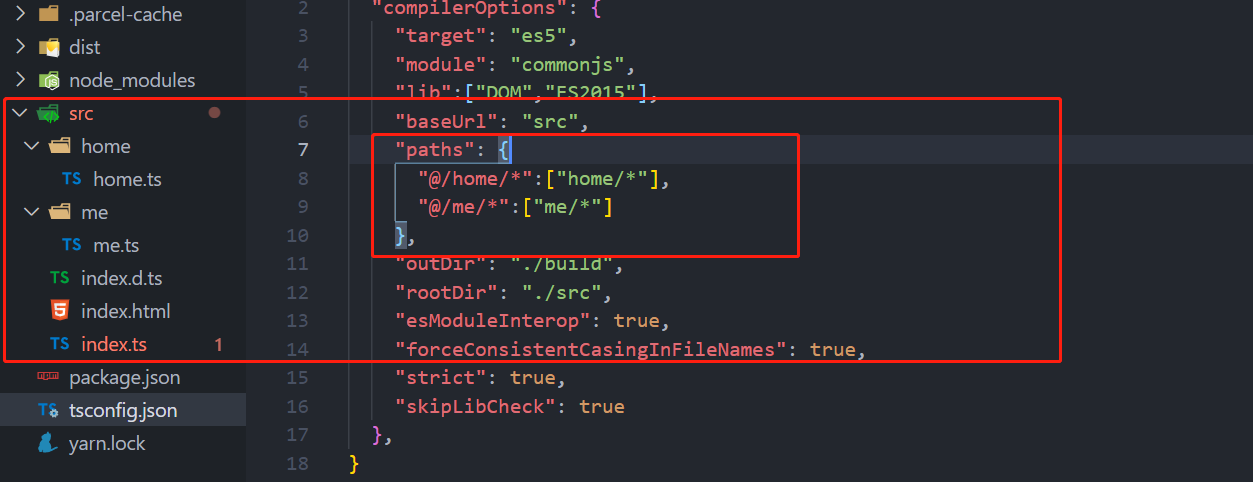 .parcel-cache
dist
node_modules
src
home
TS home.ts
me
TS me.ts
TS index.d.ts
index.html
TS index.ts 1
package.json
TS tsconfig.json
yarn.lock
2 "compilerOptions": {
3 "target": "es5",
4 "module": "commonjs",
5 "lib":["DOM","ES2015"],
6 "baseUrl": "src",
7 "paths": {
8 "@/home/*":["home/*"],
9 "@/me/*":["me/*"]
10 },
11 "outDir": "./build",
12 "rootDir": "./src",
13 "esModuleInterop": true,
14 "forceConsistentCasingInFileNames": true,
15 "strict": true,
16 "skipLibCheck": true
17 },
18 }